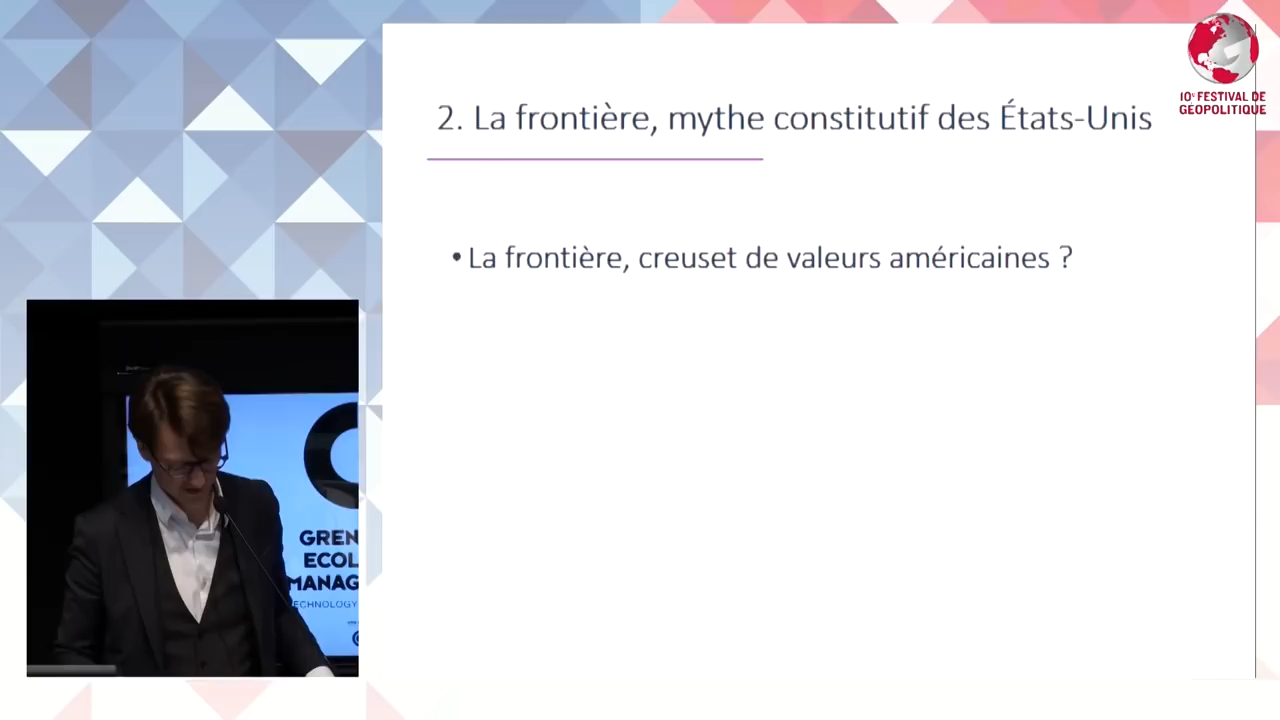 2. La frontière, mythe constitutif des États-Unis
• La frontière, creuset de valeurs américaines ?
10e FESTIVAL DE
GÉOPOLITIQUE
GREN
ECOL
MANAG
TECHNOLOGY